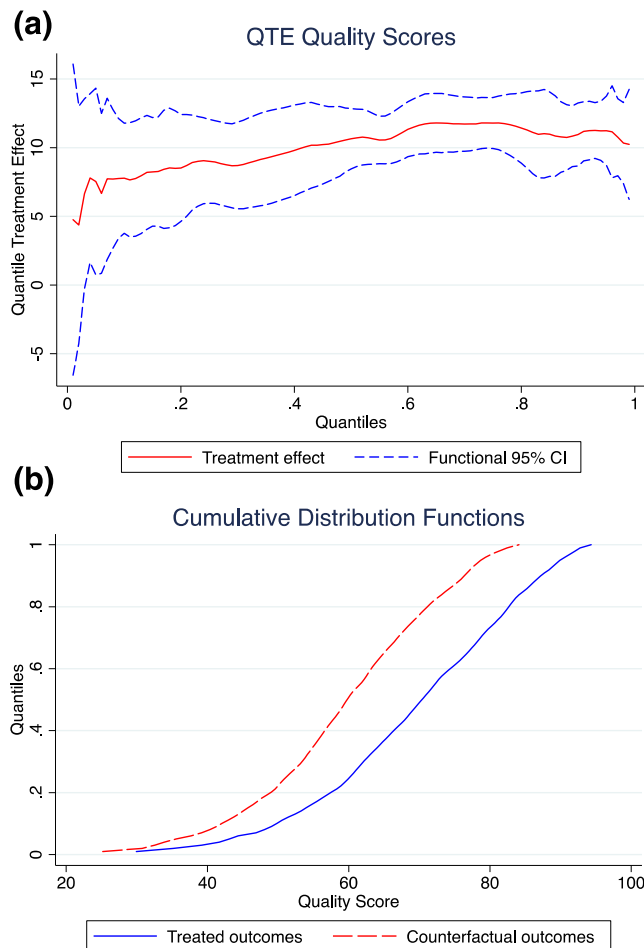 (a)
QTE Quality Scores
Quantile Treatment Effect
15
10
5
0
-5
0 .2 .4 .6 .8 1
Quantiles
Treatment effect Functional 95% CI
(b)
Cumulative Distribution Functions
Quantiles
1
.8
.6
.4
.2
0
20 40 60 80 100
Quality Score
Treated outcomes Counterfactual outcomes